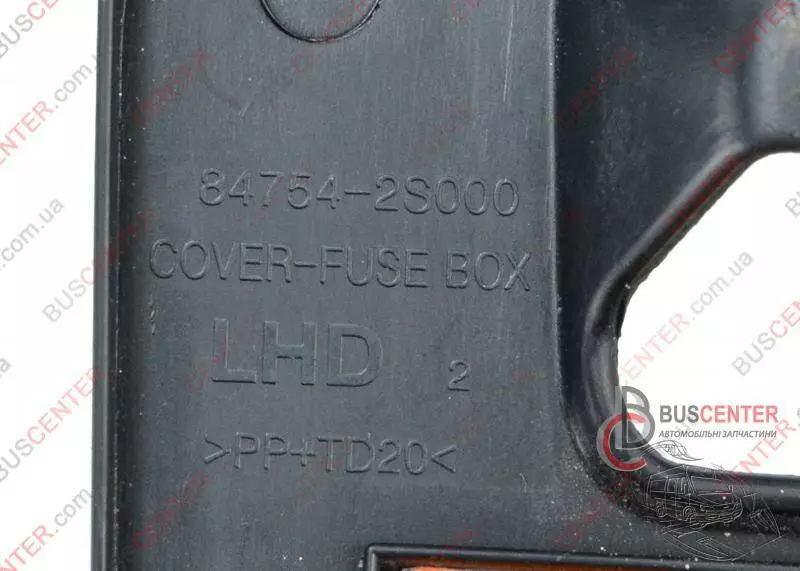 84754-2S000
COVER-FUSE BOX
LHD 2
>PP+TD20<
BUSCENTER
АВТОМОБІЛЬНІ ЗАПЧАСТИНИ
BUSCENTER.com.ua